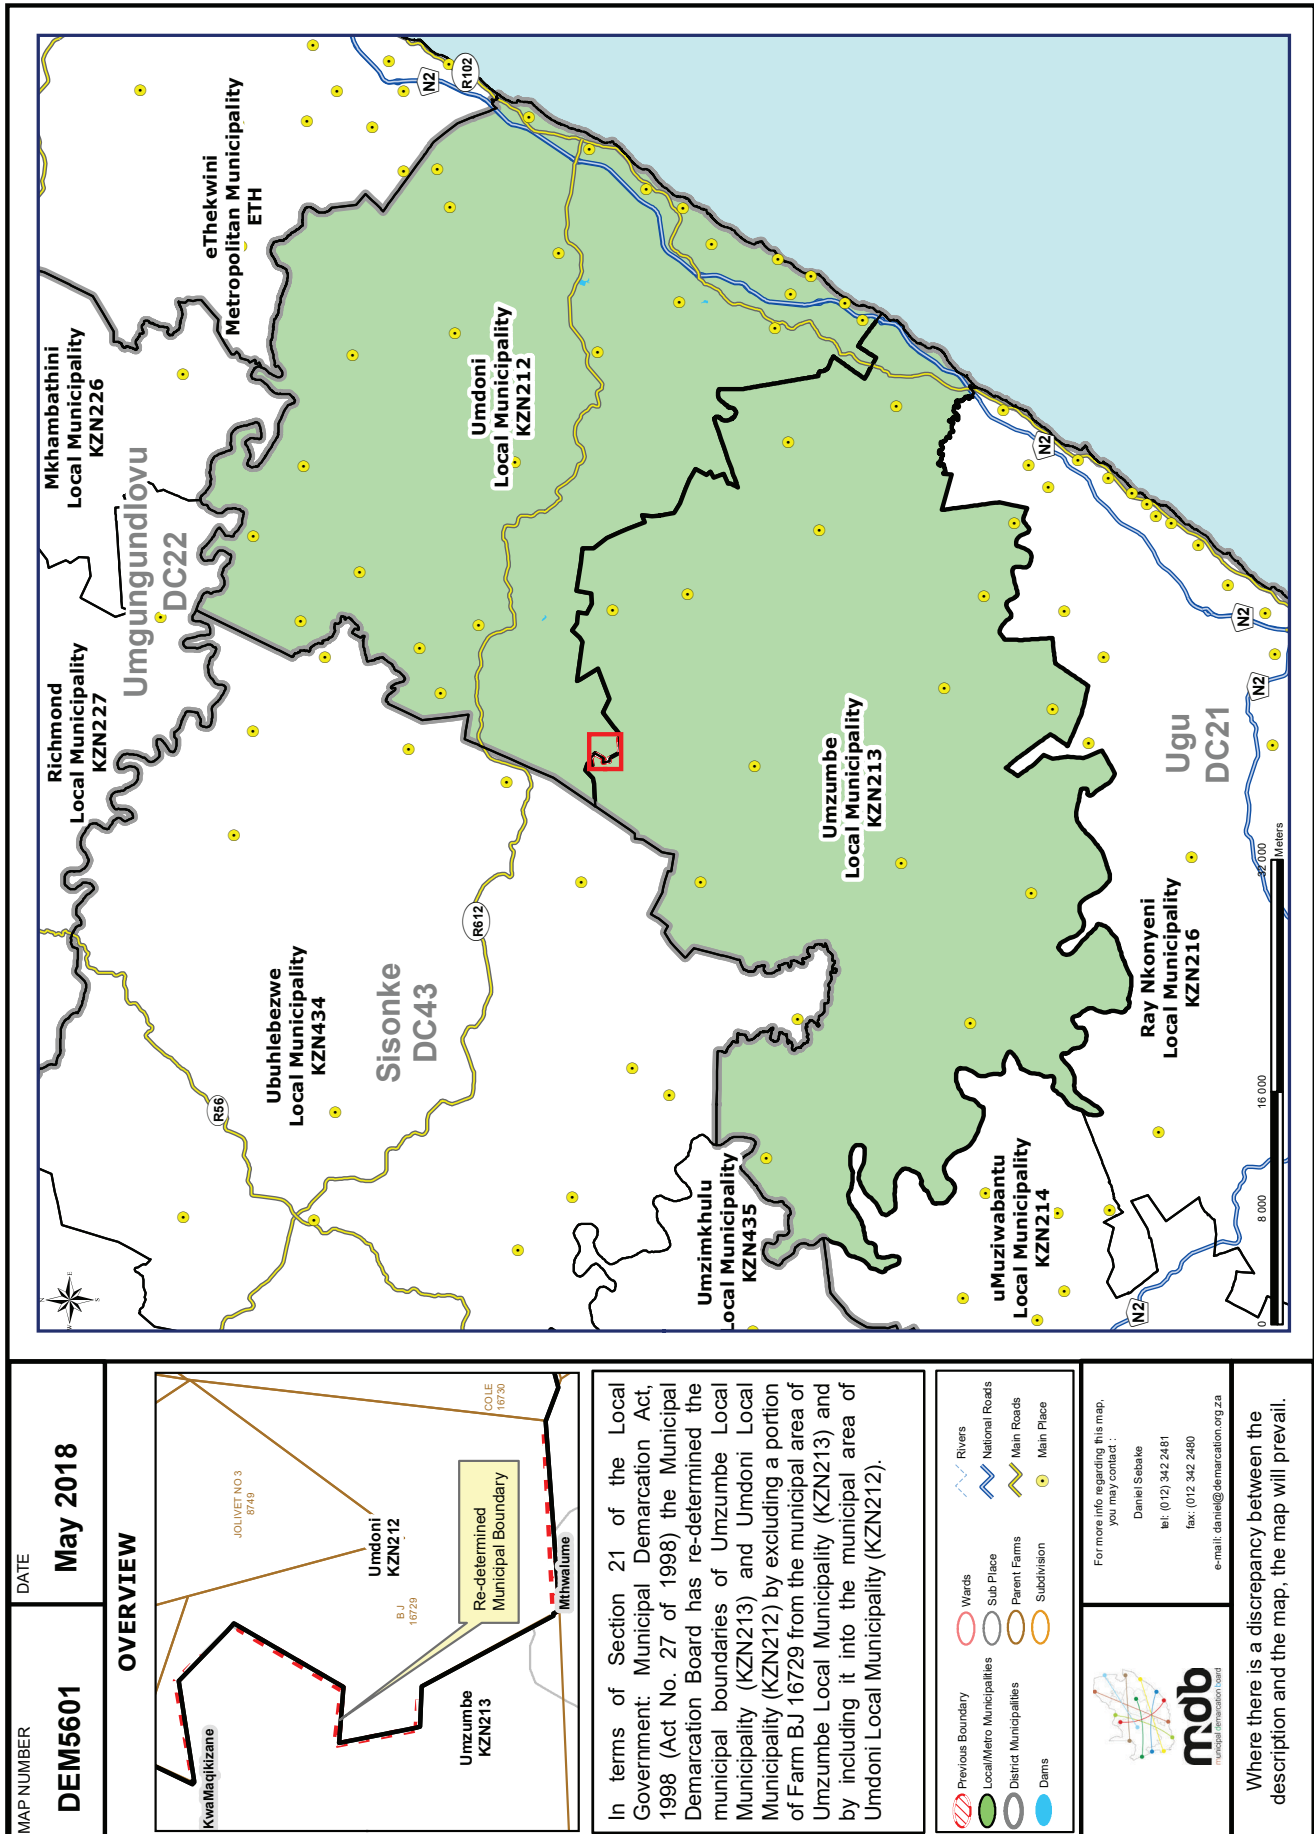 MAP NUMBER
DEM5601
DATE
May 2018
OVERVIEW
KwaMaqikizane
JOLIVET NO 3
8749
COLE
16730
Umdoni
KZN212
B J
16729
Re-determined
Municipal Boundary
Umzumbe
KZN213
Mthwalume
In terms of Section 21 of the Local
Government: Municipal Demarcation Act,
1998 (Act No. 27 of 1998) the Municipal
Demarcation Board has re-determined the
municipal boundaries of Umzumbe Local
Municipality (KZN213) and Umdoni Local
Municipality (KZN212) by excluding a portion
of Farm BJ 16729 from the municipal area of
Umzumbe Local Municipality (KZN213) and
by including it into the municipal area of
Umdoni Local Municipality (KZN212).
Previous Boundary
Local/Metro Municipalities
District Municipalities
Dams
Wards
Sub Place
Parent Farms
Subdivision
Rivers
National Roads
Main Roads
Main Place
mdb
municipal demarcation board
For more info regarding this map,
you may contact :
Daniel Sebake
tel: (012) 342 2481
fax: (012 342 2480
e-mail: daniel@demarcation.org.za
Where there is a discrepancy between the
description and the map, the map will prevail.
N
E
S
W
Richmond
Local Municipality
KZN227
Mkhambathini
Local Municipality
KZN226
Umgungundlovu
DC22
eThekwini
Metropolitan Municipality
ETH
N2
R102
R56
Ubuhlebezwe
Local Municipality
KZN434
Sisonke
DC43
R612
Umdoni
Local Municipality
KZN212
Umzimkhulu
Local Municipality
KZN435
Umzumbe
Local Municipality
KZN213
N2
uMuziwabantu
Local Municipality
KZN214
Ray Nkonyeni
Local Municipality
KZN216
Ugu
DC21
N2
N2
N2
0
8 000
16 000
32 000
Meters